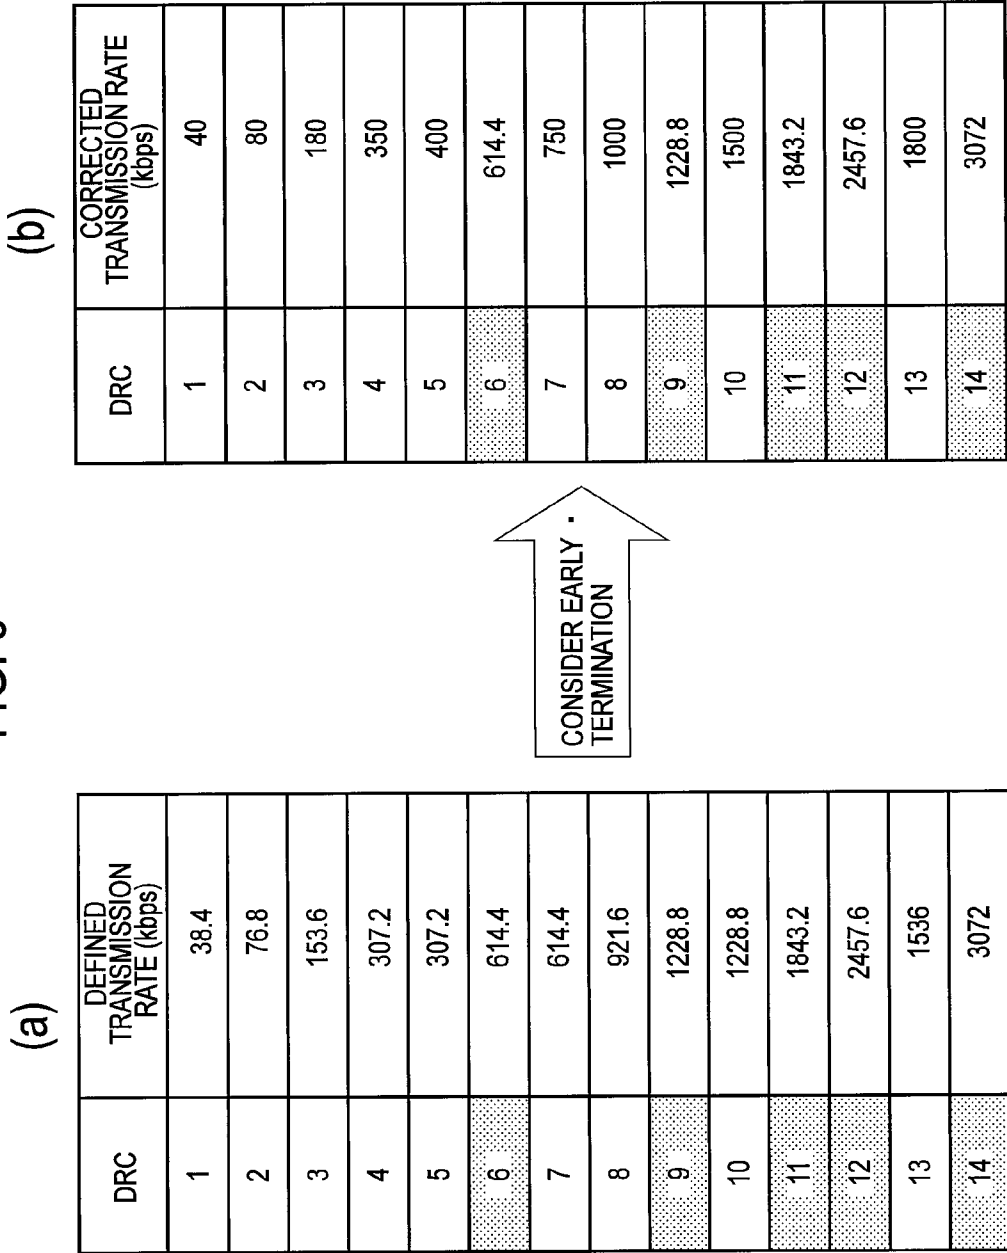 (a)
DRC DEFINED
TRANSMISSION
RATE (kbps)
1 38.4
2 76.8
3 153.6
4 307.2
5 307.2
6 614.4
7 614.4
8 921.6
9 1228.8
10 1228.8
11 1843.2
12 2457.6
13 1536
14 3072
CONSIDER EARLY
TERMINATION
(b)
DRC CORRECTED
TRANSMISSION RATE
(kbps)
1 40
2 80
3 180
4 350
5 400
6 614.4
7 750
8 1000
9 1228.8
10 1500
11 1843.2
12 2457.6
13 1800
14 3072